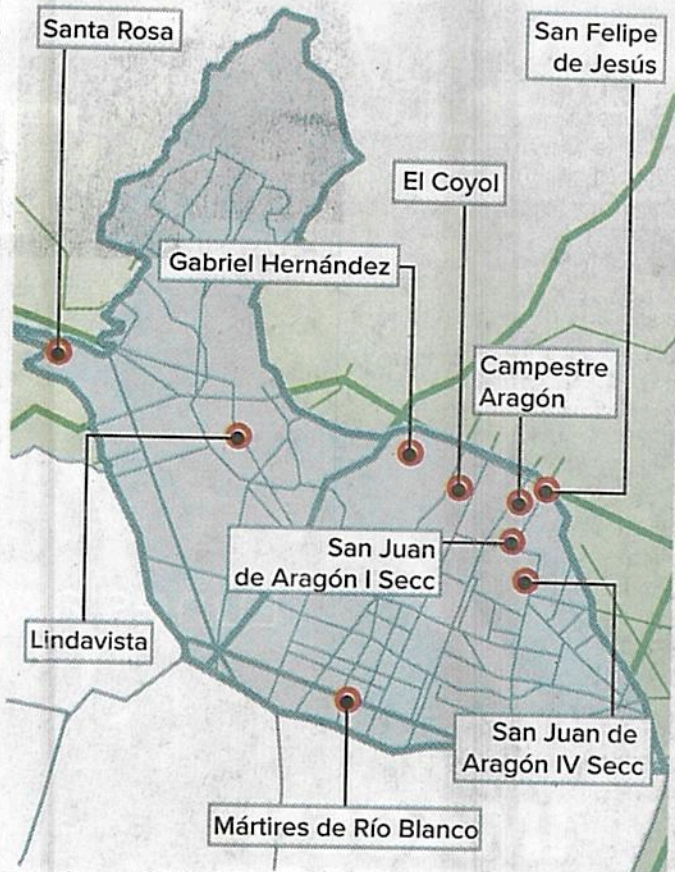 Santa Rosa
San Felipe
de Jesús
El Coyol
Gabriel Hernández
Campestre
Aragón
San Juan
de Aragón I Secc
Lindavista
San Juan de
Aragón IV Secc
Mártires de Río Blanco